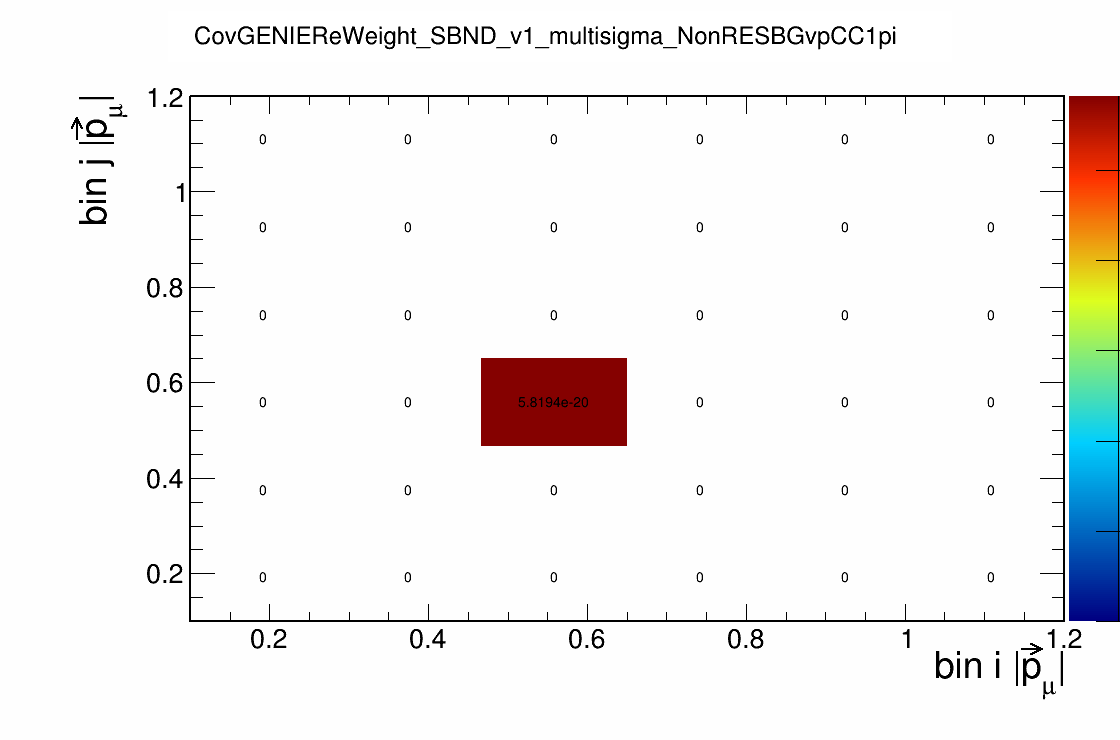 CovGENIEReWeight_SBND_v1_multisigma_NonRESBGvpCC1pi
bin j |p⃗_μ|
1.2
0 0 0 0 0 0
1
0 0 0 0 0 0
0.8
0 0 0 0 0 0
0.6
0 0 5.8194e-20 0 0 0
0.4
0 0 0 0 0 0
0.2
0 0 0 0 0 0
0.2 0.4 0.6 0.8 1 1.2
bin i |p⃗_μ|